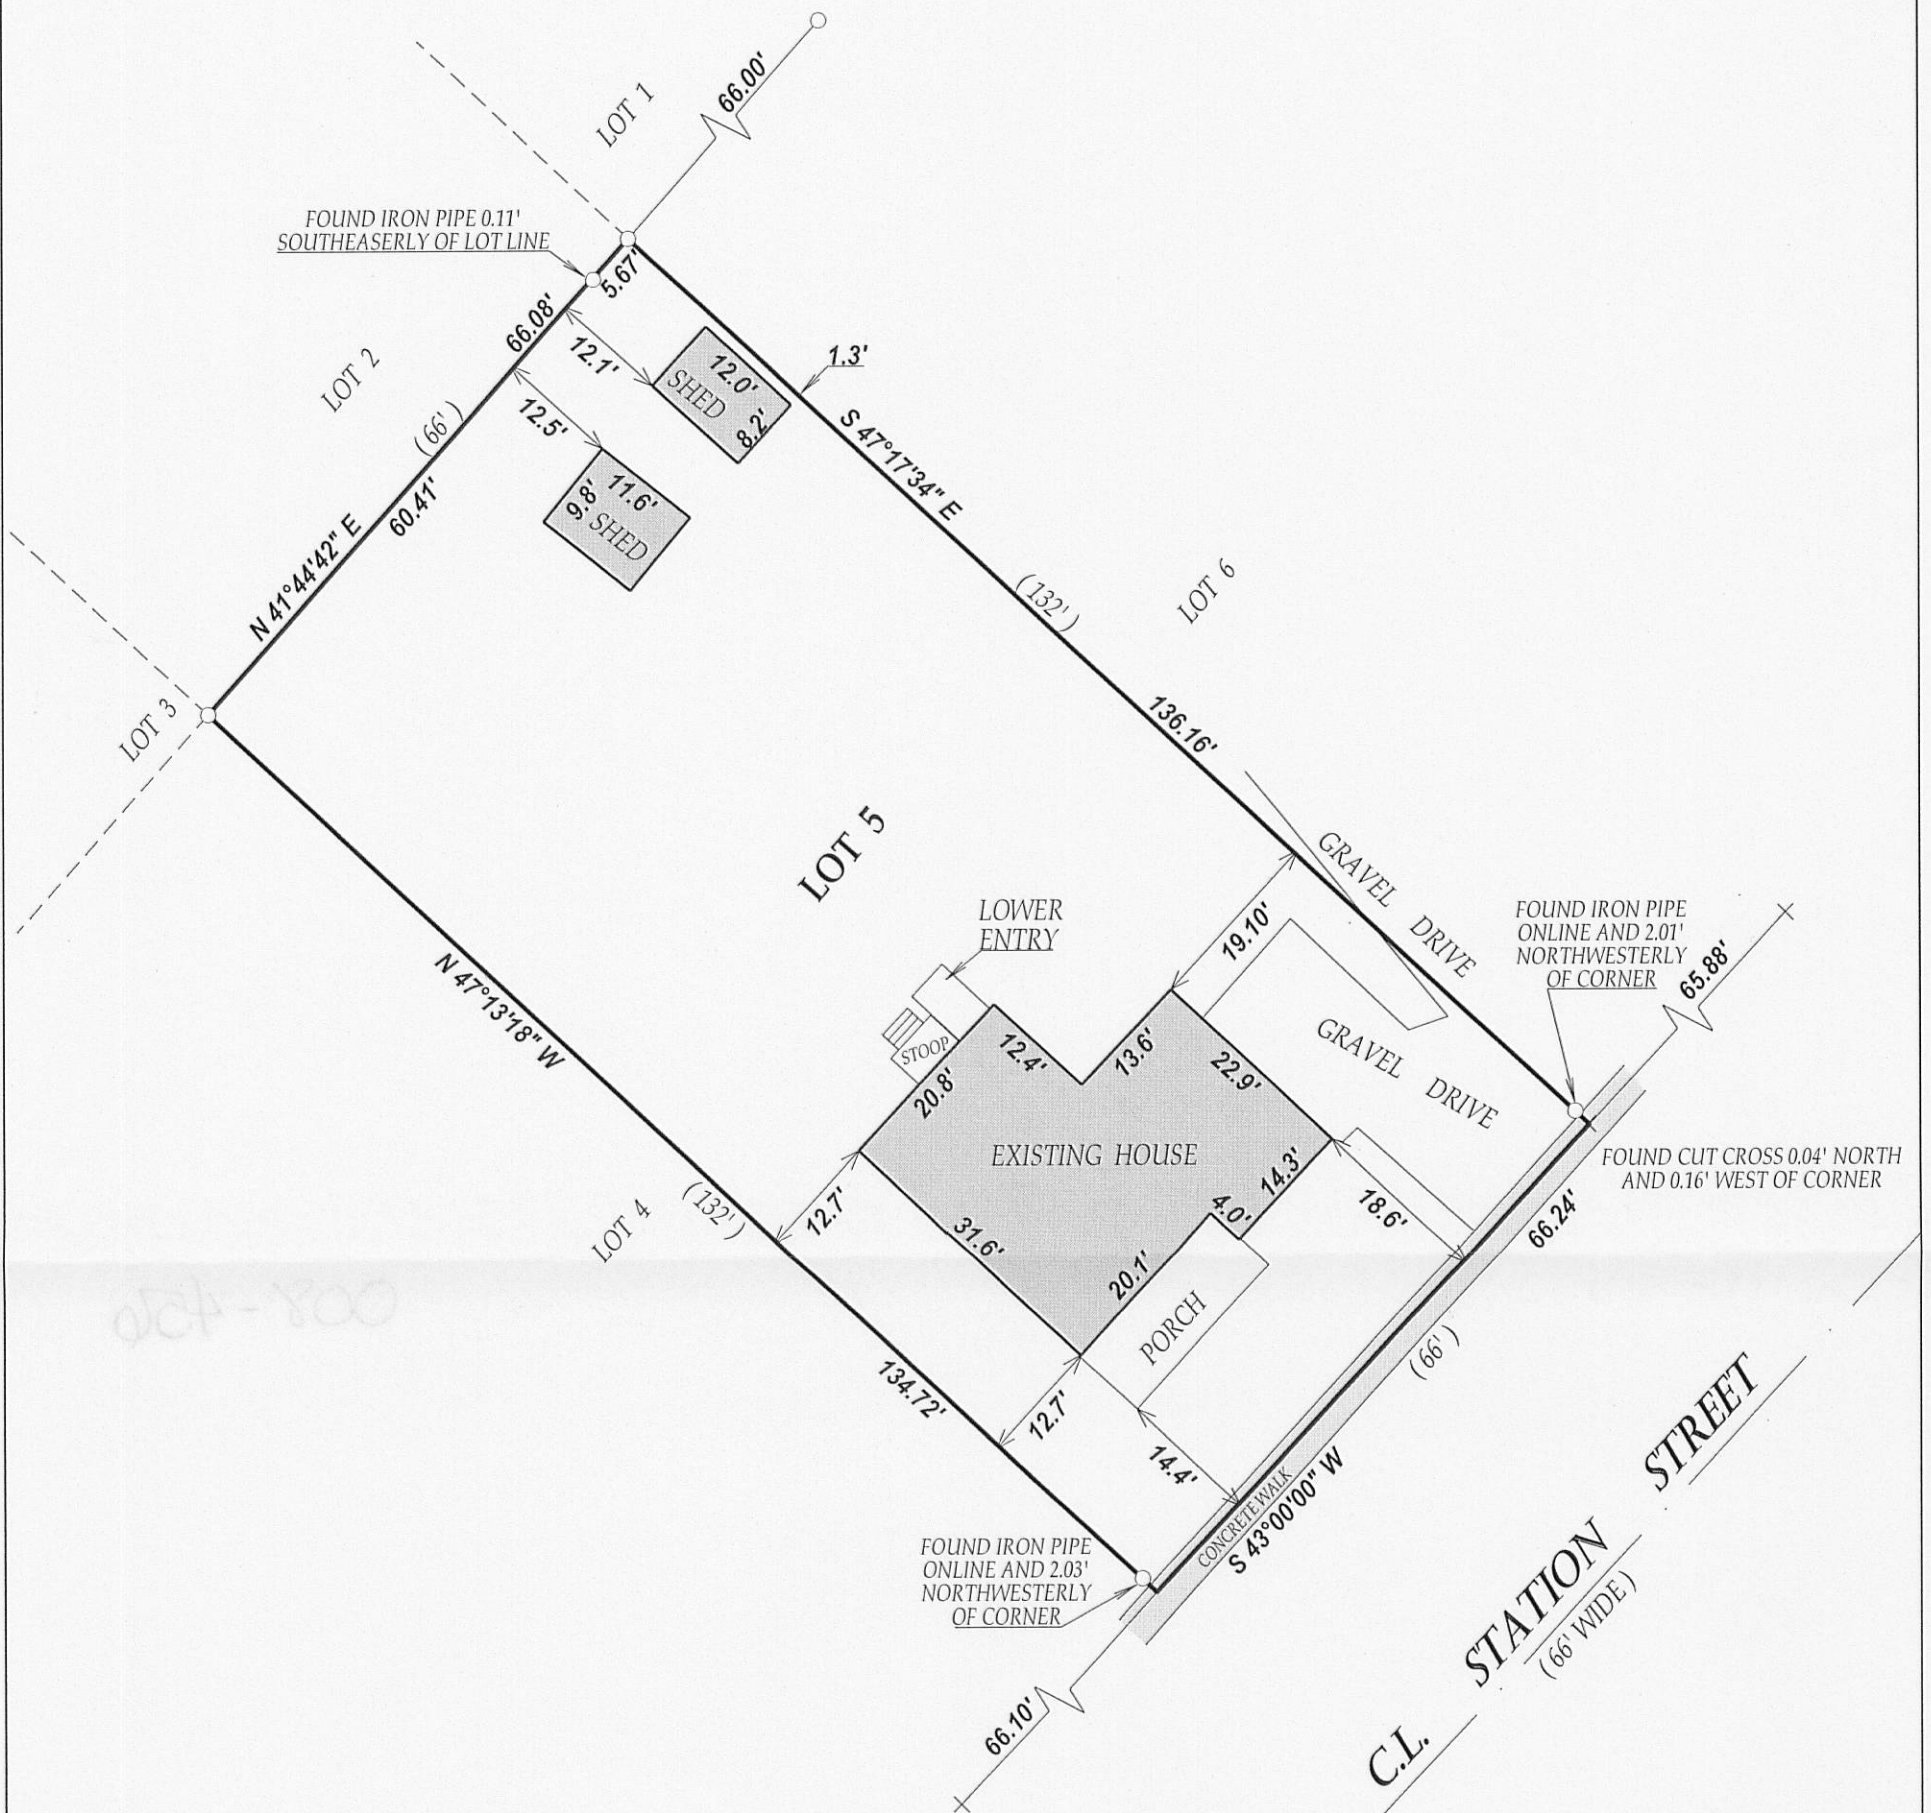 66.00'
LOT 1
FOUND IRON PIPE 0.11'
SOUTHEASERLY OF LOT LINE
5.67'
66.08'
LOT 2
12.1'
12.0'
SHED
8.2'
1.3'
(66')
12.5'
S 47°17'34" E
11.6'
9.8'
SHED
60.41'
N 41°44'42" E
(132')
LOT 6
LOT 3
136.16'
LOT 5
GRAVEL DRIVE
LOWER
ENTRY
19.10'
FOUND IRON PIPE
ONLINE AND 2.01'
NORTHWESTERLY
OF CORNER
65.88'
N 47°13'18" W
STOOP
12.4'
13.6'
22.9'
GRAVEL DRIVE
20.8'
EXISTING HOUSE
FOUND CUT CROSS 0.04' NORTH
AND 0.16' WEST OF CORNER
14.3'
4.0'
18.6'
66.24'
(132')
12.7'
LOT 4
31.6'
20.1'
PORCH
(66')
134.72'
12.7'
14.4'
CONCRETE WALK
S 43°00'00" W
FOUND IRON PIPE
ONLINE AND 2.03'
NORTHWESTERLY
OF CORNER
66.10'
C.L. STATION STREET
(66' WIDE)